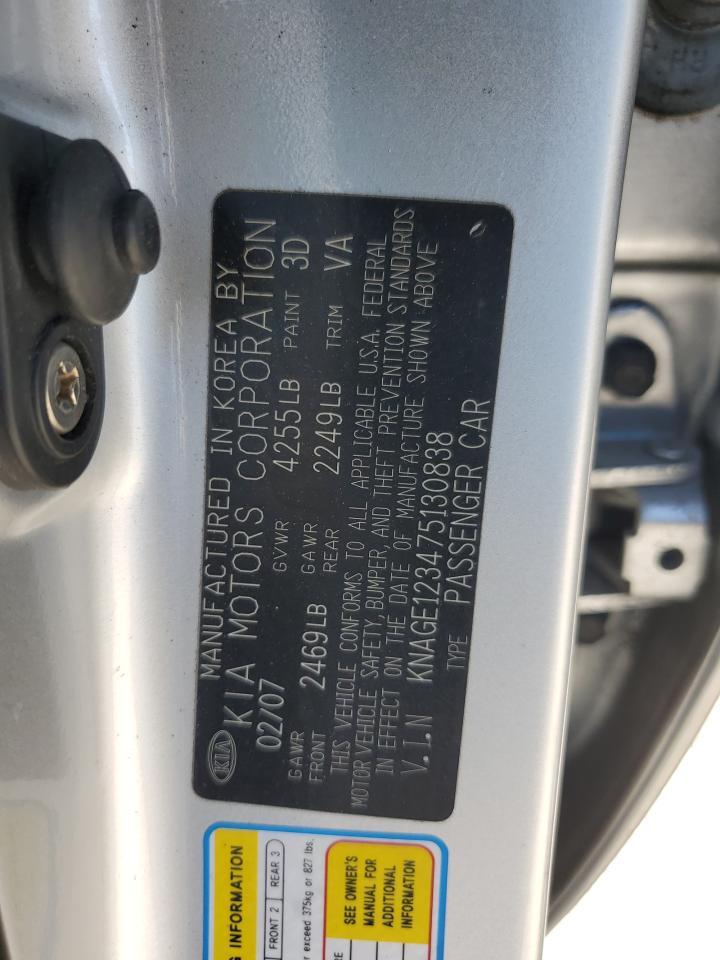 MANUFACTURED IN KOREA BY
KIA KIA MOTORS CORPORATION
02/07 GVWR 4255LB PAINT 3D
GAWR FRONT 2469LB GAWR REAR 2249LB TRIM VA
THIS VEHICLE CONFORMS TO ALL APPLICABLE U.S.A. FEDERAL
MOTOR VEHICLE SAFETY, BUMPER, AND THEFT PREVENTION STANDARDS
IN EFFECT ON THE DATE OF MANUFACTURE SHOWN ABOVE
V.I.N KNAGE123475130838
TYPE PASSENGER CAR
INFORMATION
FRONT 2 REAR 3
exceed 375kg or 827 lbs.
SEE OWNER'S
MANUAL FOR
ADDITIONAL
INFORMATION